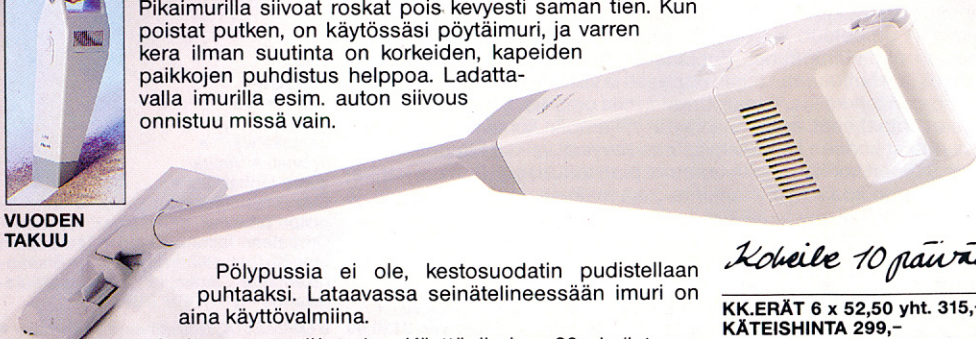 Pikaimurilla siivoat roskat pois kevyesti saman tien. Kun
poistat putken, on käytössäsi pöytäimuri, ja varren
kera ilman suutinta on korkeiden, kapeiden
paikkojen puhdistus helppoa. Ladatta-
valla imurilla esim. auton siivous
onnistuu missä vain.
VUODEN
TAKUU
Pölypussia ei ole, kestosuodatin pudistellaan
puhtaaksi. Lataavassa seinätelineessään imuri on
aina käyttövalmiina.
Kokeile 10 päivää
KK.ERÄT 6 x 52,50 yht. 315,-
KÄTEISHINTA 299,–